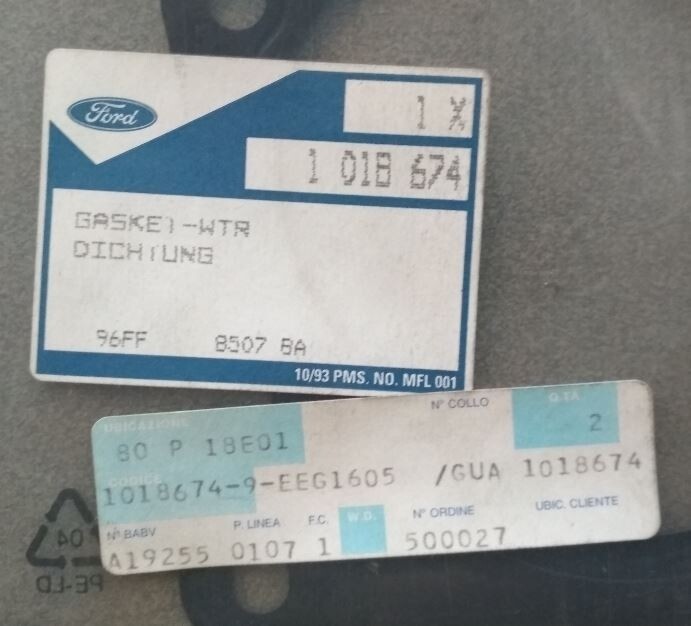 Ford
1 X
1 018 674
GASKET-WTR
DICHTUNG
96FF 8507 BA
10/93 PMS. NO. MFL 001
UBICAZIONE
N° COLLO
Q.TÀ
80 P 18E01
2
CODICE
1018674-9-EEG1605 /GUA 1018674
N° BABV P. LINEA F.C. W.D. N° ORDINE UBIC. CLIENTE
A19255 0107 1 500027
04
PE-LD